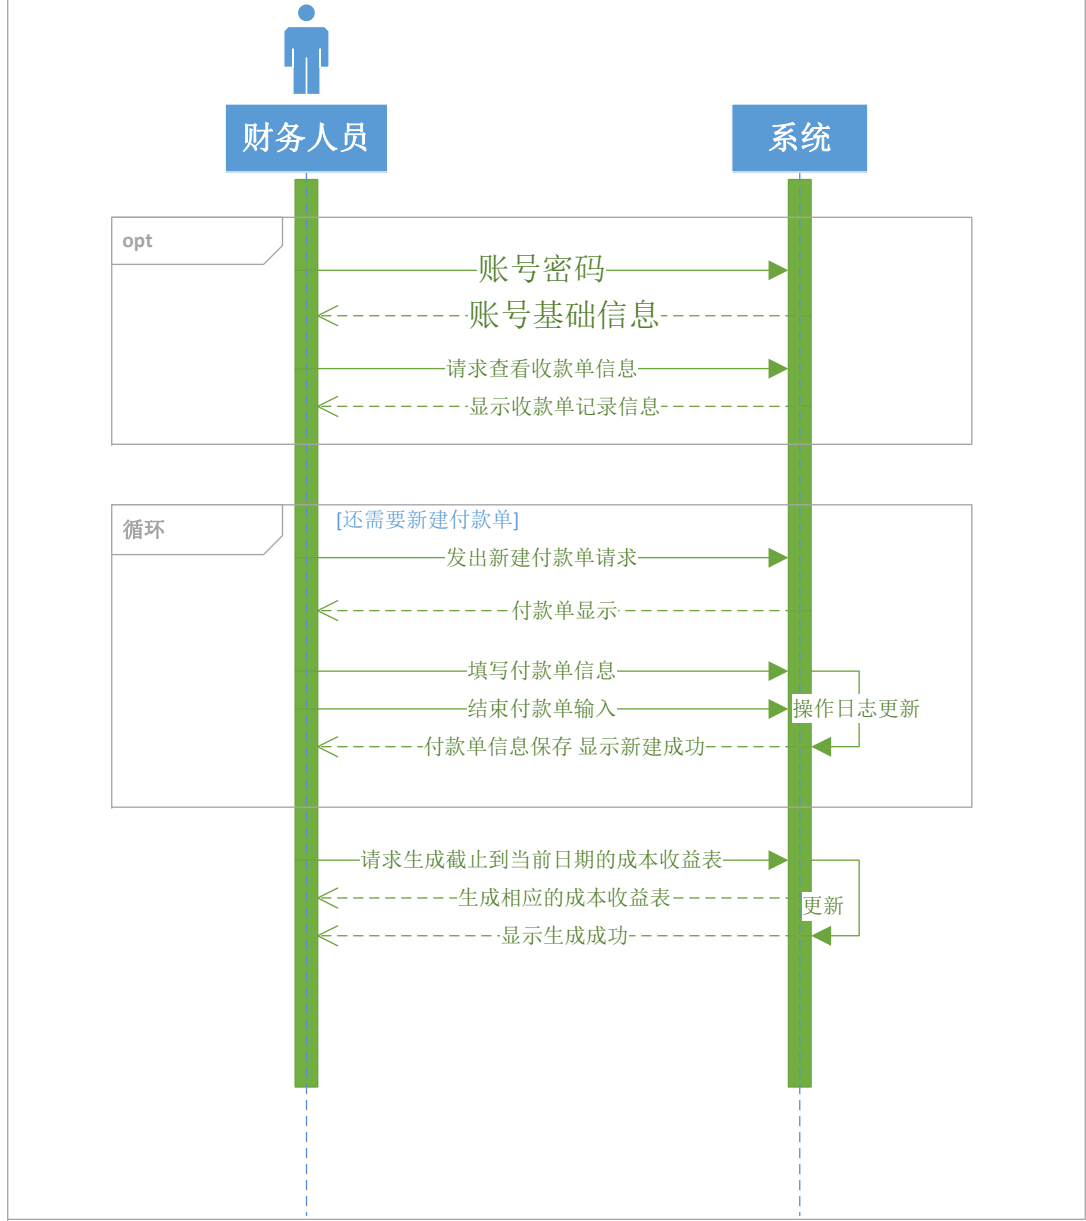 财务人员
系统
opt
账号密码
账号基础信息
请求查看收款单信息
显示收款单记录信息
循环
[还需要新建付款单]
发出新建付款单请求
付款单显示
填写付款单信息
结束付款单输入
操作日志更新
付款单信息保存 显示新建成功
请求生成截止到当前日期的成本收益表
生成相应的成本收益表
更新
显示生成成功